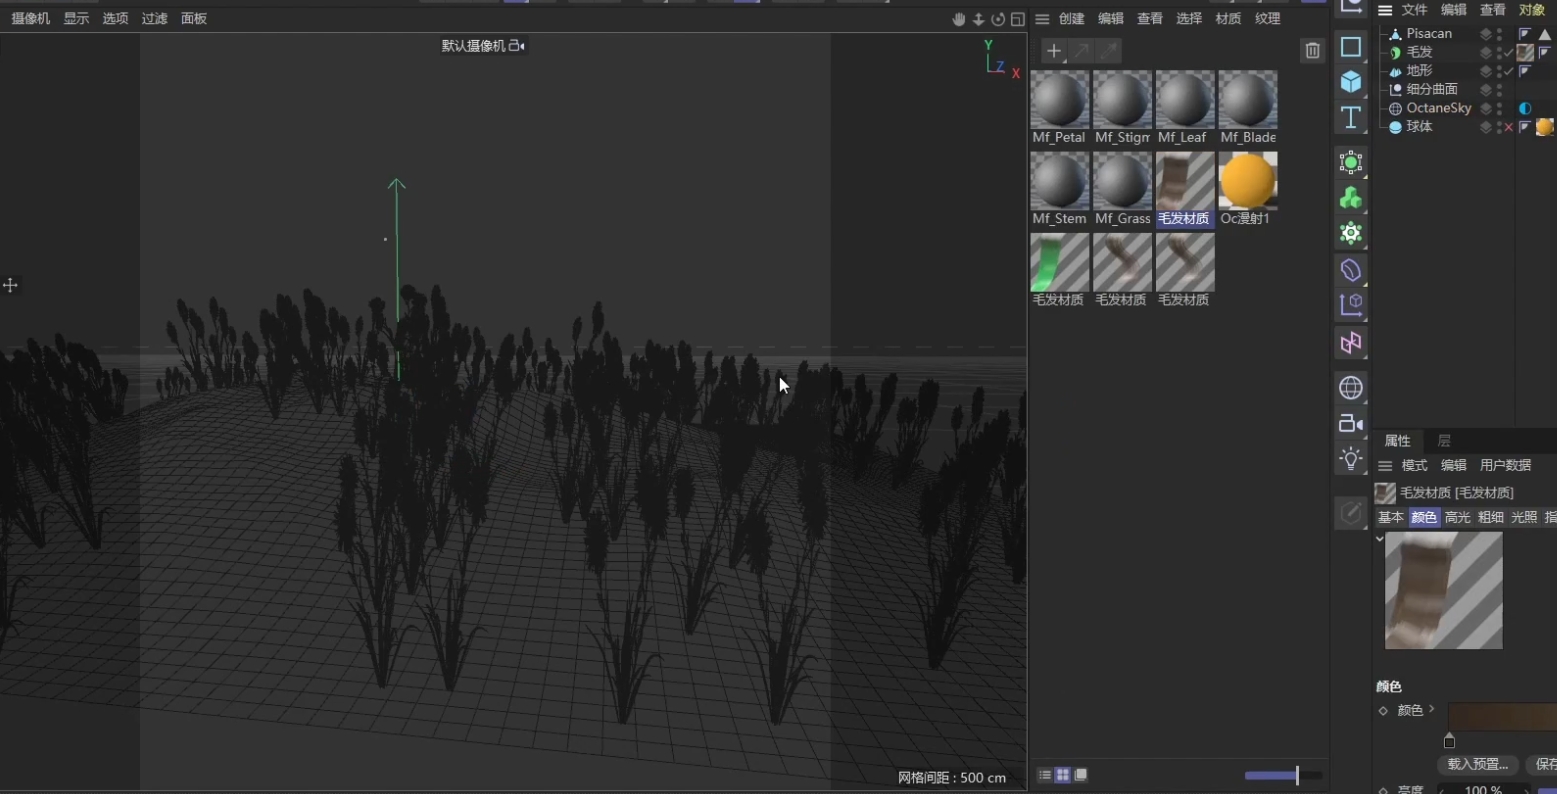 摄像机 显示 选项 过滤 面板
默认摄像机
Y
Z
X
网格间距 : 500 cm
创建 编辑 查看 选择 材质 纹理
Mf_Petal Mf_Stigm Mf_Leaf Mf_Blade
Mf_Stem Mf_Grass 毛发材质 Oc漫射1
毛发材质 毛发材质 毛发材质
文件 编辑 查看 对象
Pisacan
毛发
地形
细分曲面
OctaneSky
球体
属性 层
模式 编辑 用户数据
毛发材质 [毛发材质]
基本 颜色 高光 粗细 光照
颜色
颜色
载入预置...
亮度 100 %